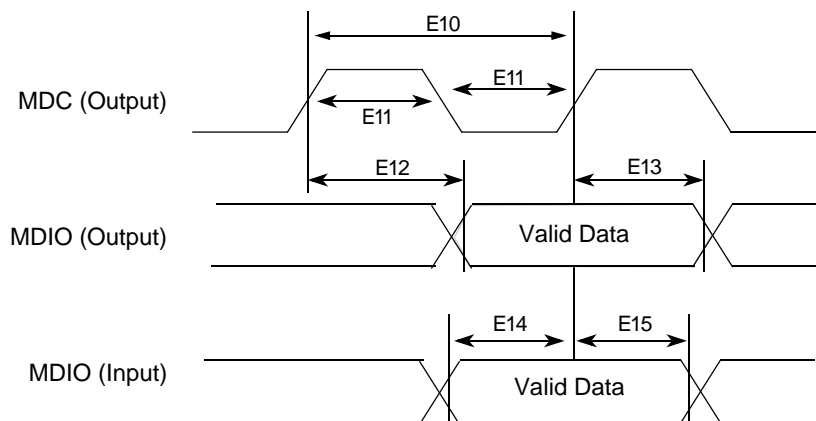 E10
MDC (Output)
E11
E11
E12
E13
MDIO (Output)
Valid Data
E14
E15
MDIO (Input)
Valid Data